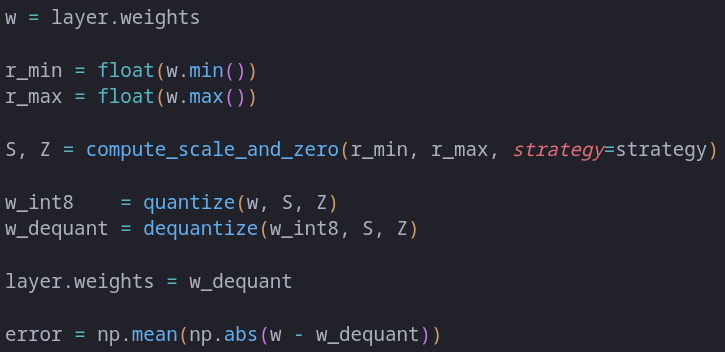 w = layer.weights
r_min = float(w.min())
r_max = float(w.max())
S, Z = compute_scale_and_zero(r_min, r_max, strategy=strategy)
w_int8    = quantize(w, S, Z)
w_dequant = dequantize(w_int8, S, Z)
layer.weights = w_dequant
error = np.mean(np.abs(w - w_dequant))